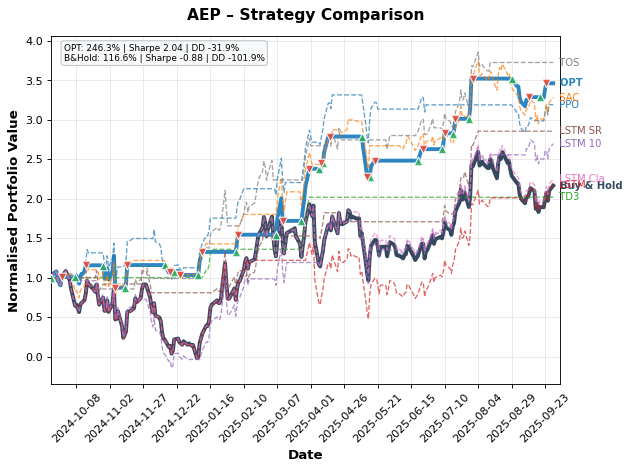 AEP – Strategy Comparison
OPT: 246.3% | Sharpe 2.04 | DD -31.9%
B&Hold: 116.6% | Sharpe -0.88 | DD -101.9%
Normalised Portfolio Value
4.0
3.5
3.0
2.5
2.0
1.5
1.0
0.5
0.0
TOS
OPT
SAC
PPO
LSTM SR
LSTM 10
LSTM Cla
Buy & Hold
TD3
2024-10-08
2024-11-02
2024-11-27
2024-12-22
2025-01-16
2025-02-10
2025-03-07
2025-04-01
2025-04-26
2025-05-21
2025-06-15
2025-07-10
2025-08-04
2025-08-29
2025-09-23
Date